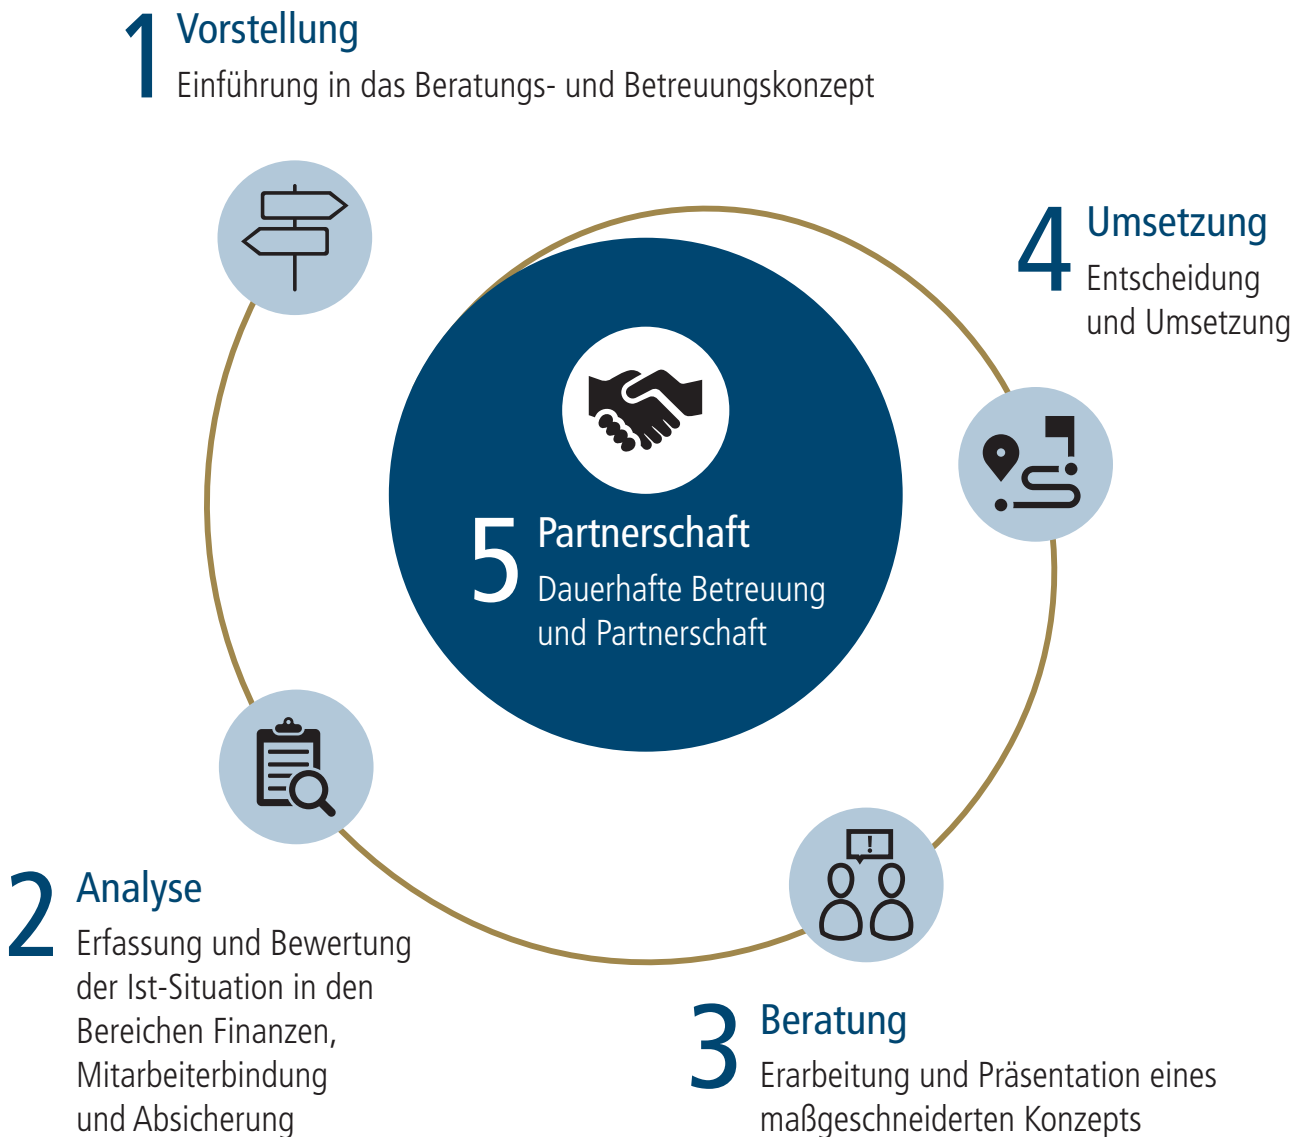 1 Vorstellung
Einführung in das Beratungs- und Betreuungskonzept
2 Analyse
Erfassung und Bewertung
der Ist-Situation in den
Bereichen Finanzen,
Mitarbeiterbindung
und Absicherung
3 Beratung
Erarbeitung und Präsentation eines
maßgeschneiderten Konzepts
4 Umsetzung
Entscheidung
und Umsetzung
5 Partnerschaft
Dauerhafte Betreuung
und Partnerschaft
!